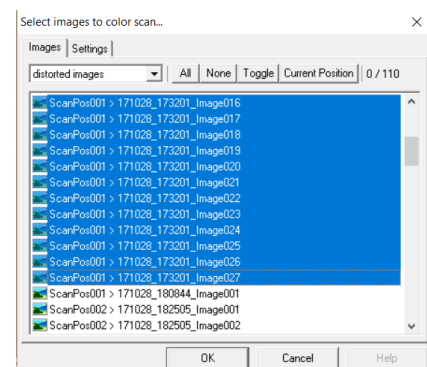 Select images to color scan...
Images Settings
distorted images All None Toggle Current Position 0 / 110
ScanPos001 > 171028_173201_Image016
ScanPos001 > 171028_173201_Image017
ScanPos001 > 171028_173201_Image018
ScanPos001 > 171028_173201_Image019
ScanPos001 > 171028_173201_Image020
ScanPos001 > 171028_173201_Image021
ScanPos001 > 171028_173201_Image022
ScanPos001 > 171028_173201_Image023
ScanPos001 > 171028_173201_Image024
ScanPos001 > 171028_173201_Image025
ScanPos001 > 171028_173201_Image026
ScanPos001 > 171028_173201_Image027
ScanPos001 > 171028_180844_Image001
ScanPos002 > 171028_182505_Image001
ScanPos002 > 171028_182505_Image002
OK Cancel Help